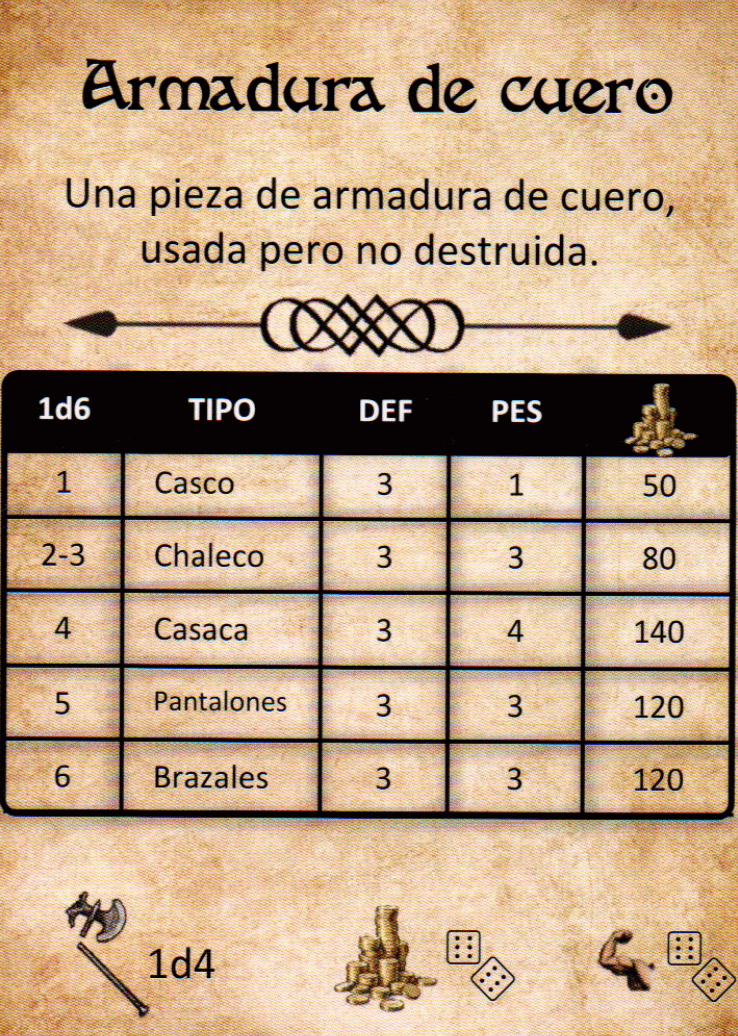 Armadura de cuero
Una pieza de armadura de cuero,
usada pero no destruida.
1d6 TIPO DEF PES
1 Casco 3 1 50
2-3 Chaleco 3 3 80
4 Casaca 3 4 140
5 Pantalones 3 3 120
6 Brazales 3 3 120
1d4